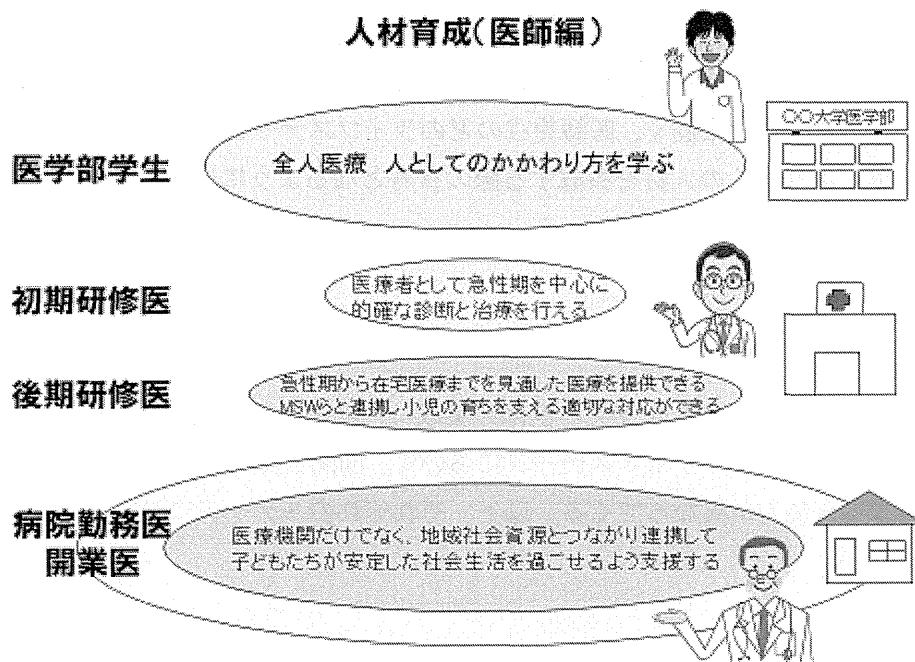 人材育成(医師編)
〇〇大学医学部
医学部学生
全人医療 人としてのかかわり方を学ぶ
初期研修医
医療者として急性期を中心に
的確な診断と治療を行える
後期研修医
急性期から在宅医療までを見通した医療を提供できる
MSWらと連携し小児の育ちを支える適切な対応ができる
病院勤務医
開業医
医療機関だけでなく、地域社会資源とつながり連携して
子どもたちが安定した社会生活を過ごせるよう支援する